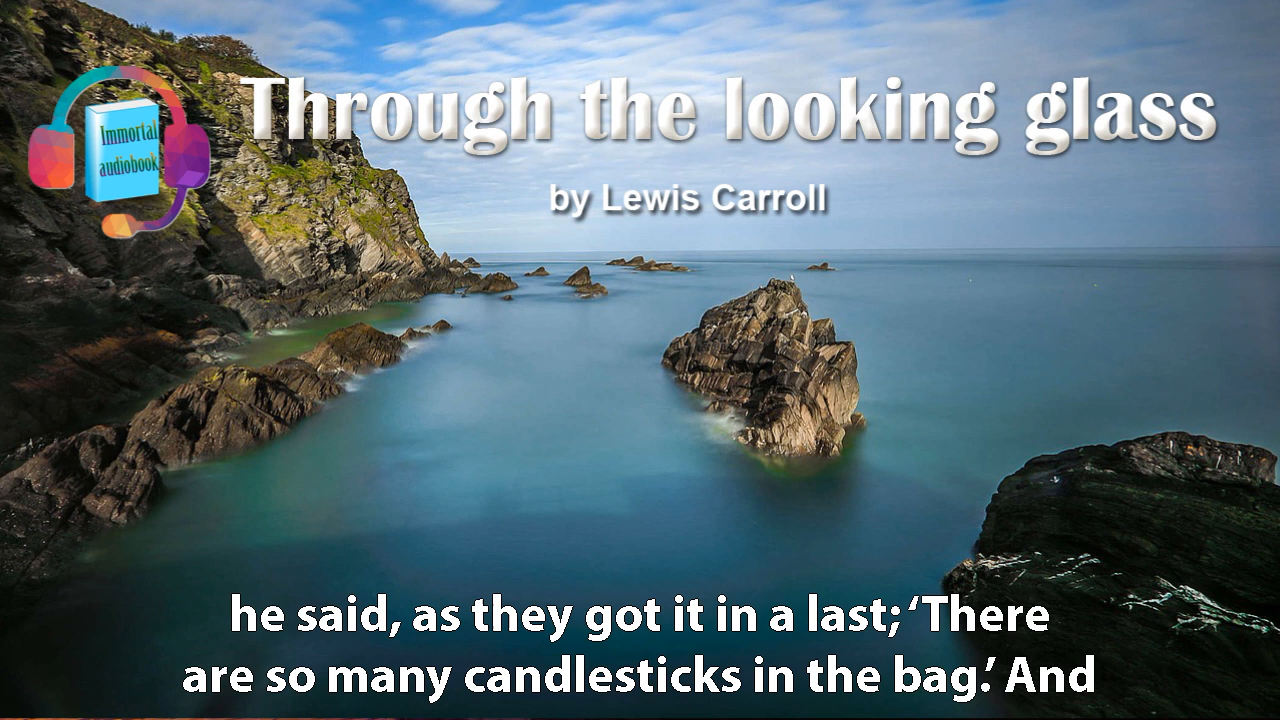 Through the looking glass
by Lewis Carroll
Immortal
audiobook
he said, as they got it in a last; ‘There
are so many candlesticks in the bag.’ And